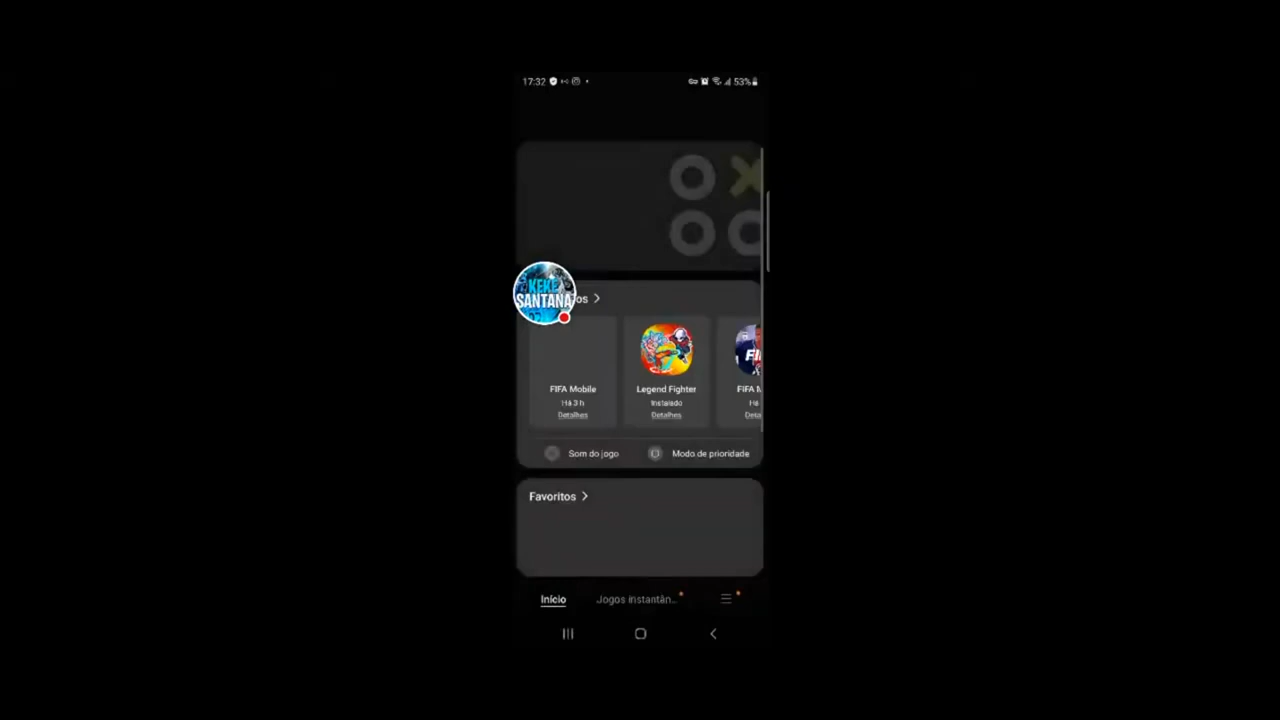 17:32
53%
KEKE
SANTANA
os >
FIFA Mobile
Há 3 h
Detalhes
Legend Fighter
Instalado
Detalhes
FIFA M
Há
Deta
Som do jogo
Modo de prioridade
Favoritos >
Início
Jogos instantân..